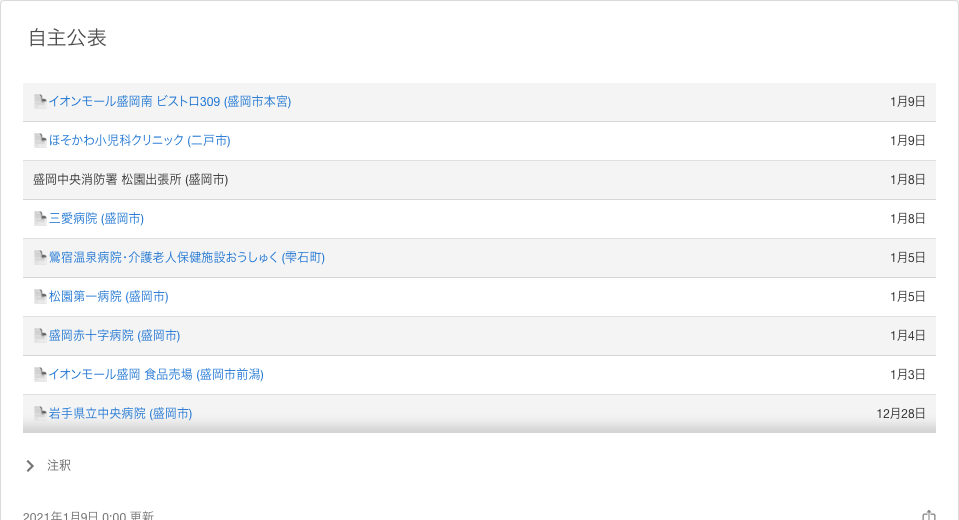 自主公表
イオンモール盛岡南 ビストロ309 (盛岡市本宮) 1月9日
ほそかわ小児科クリニック (二戸市) 1月9日
盛岡中央消防署 松園出張所 (盛岡市) 1月8日
三愛病院 (盛岡市) 1月8日
鶯宿温泉病院・介護老人保健施設おうしゅく (雫石町) 1月5日
松園第一病院 (盛岡市) 1月5日
盛岡赤十字病院 (盛岡市) 1月4日
イオンモール盛岡 食品売場 (盛岡市前潟) 1月3日
岩手県立中央病院 (盛岡市) 12月28日
注釈
2021年1月9日 0:00 更新